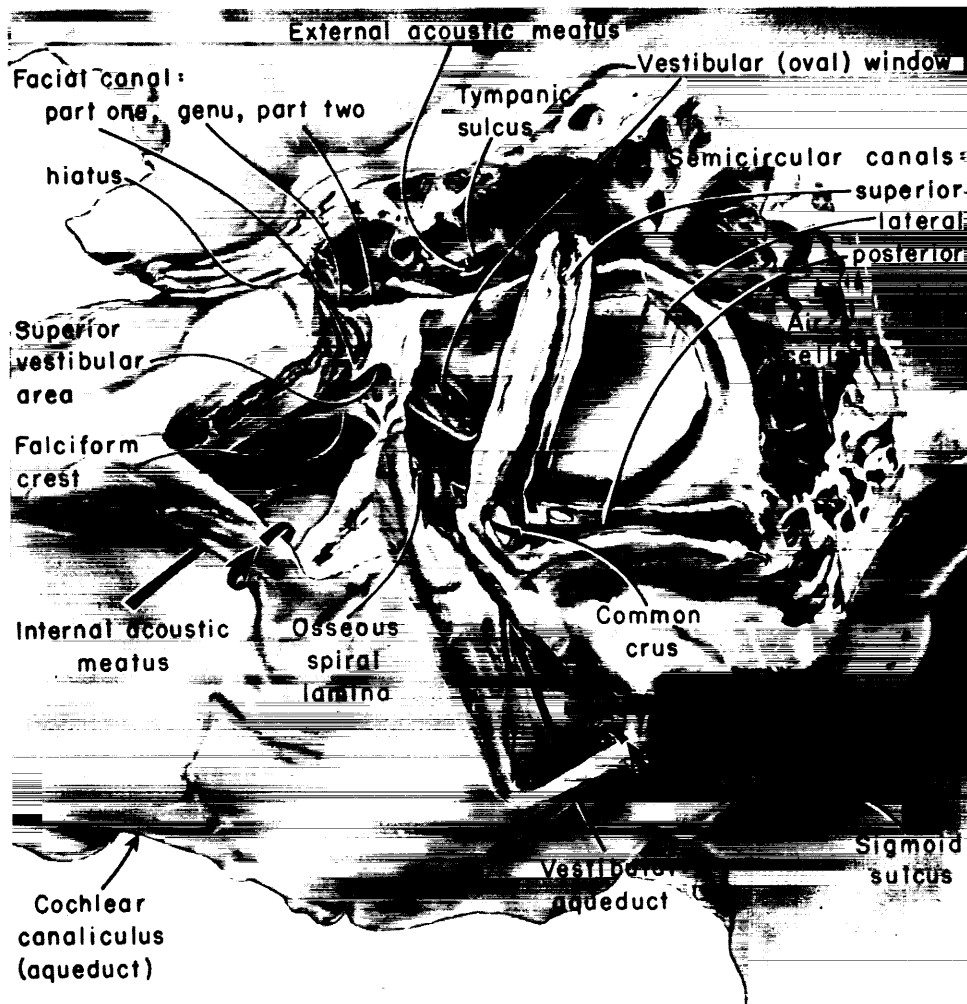 External acoustic meatus
Vestibular (oval) window
Facial canal:
part one, genu, part two
Tympanic
sulcus
hiatus
Semicircular canals:
superior
lateral
posterior
Air
cells
Superior
vestibular
area
Falciform
crest
Internal acoustic
meatus
Osseous
spiral
lamina
Common
crus
Vestibular
aqueduct
Sigmoid
sulcus
Cochlear
canaliculus
(aqueduct)